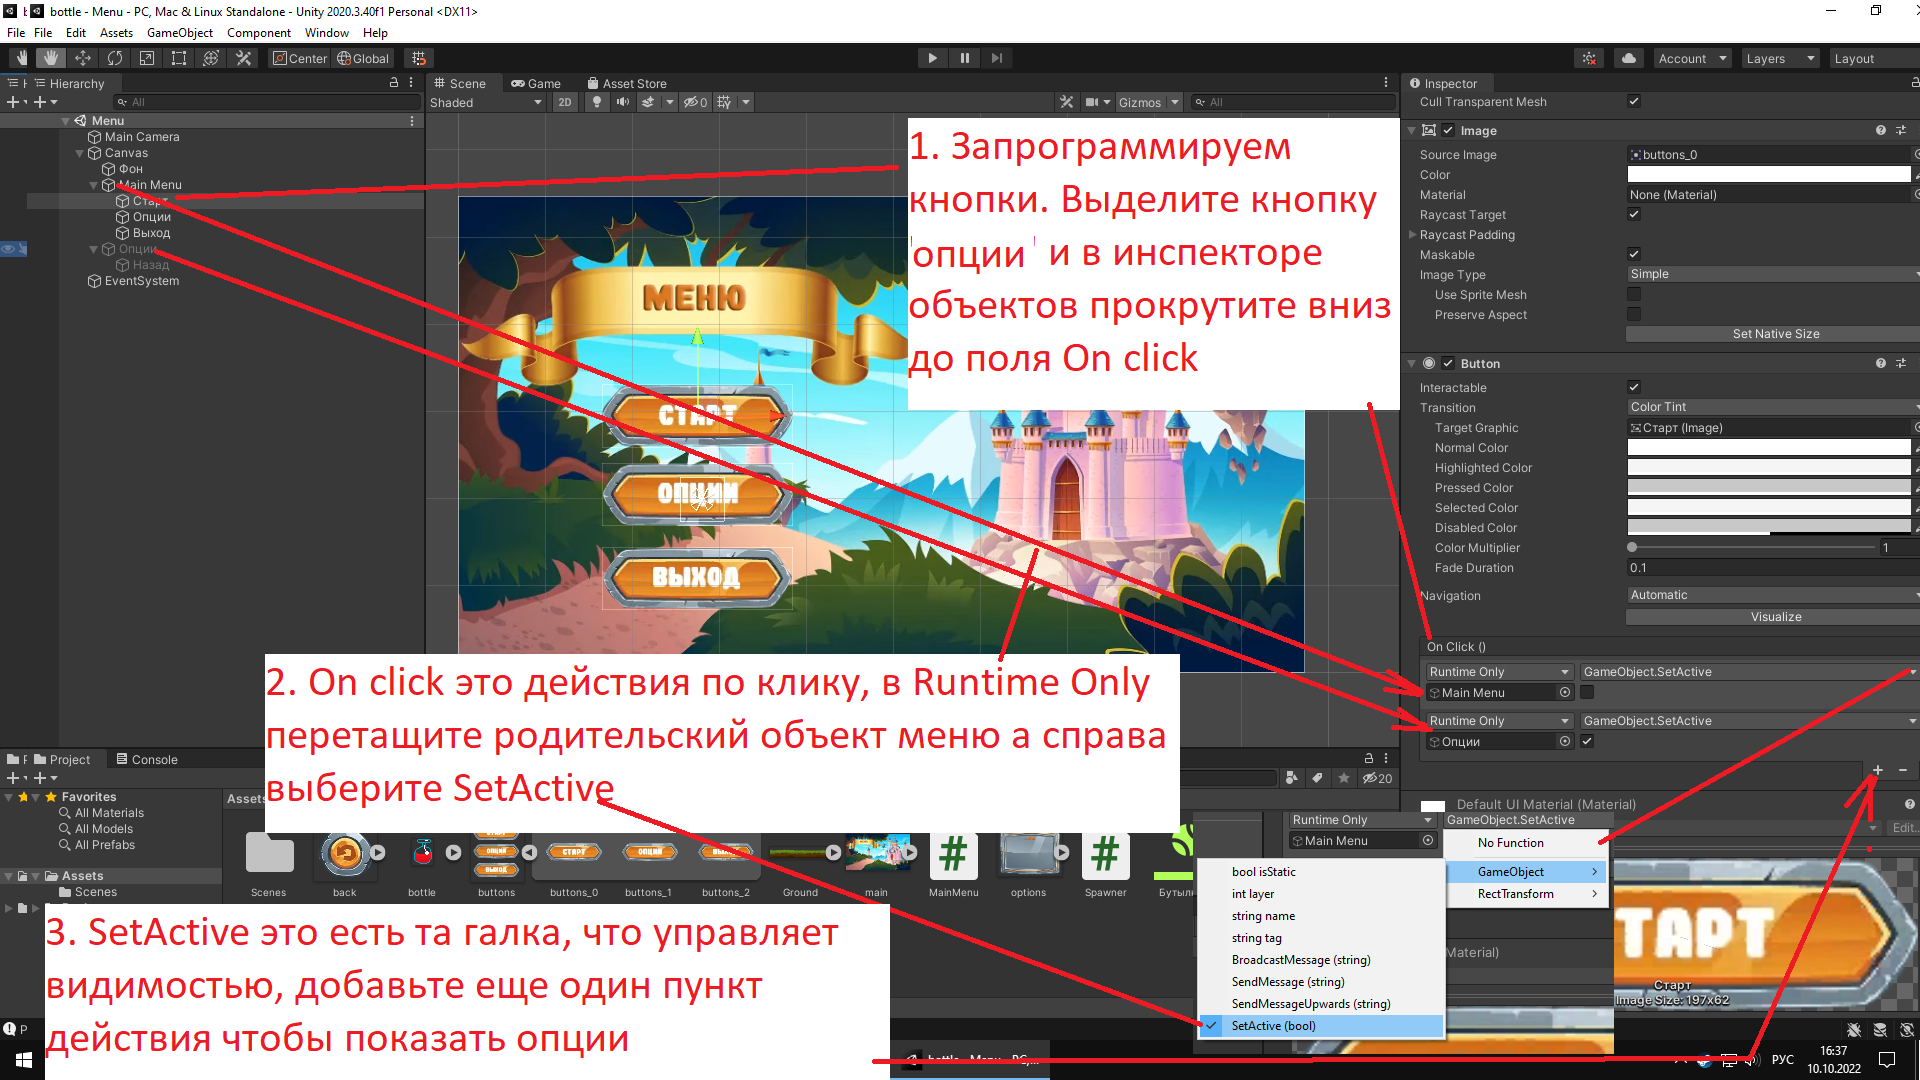 bottle - Menu - PC, Mac & Linux Standalone - Unity 2020.3.40f1 Personal <DX11>
File File Edit Assets GameObject Component Window Help
Center Global
Account Layers Layout
Hierarchy
All
Menu
Main Camera
Canvas
Фон
Main Menu
Старт
Опции
Выход
Опции
Назад
EventSystem
Scene Game Asset Store
Shaded 2D 0 Gizmos All
МЕНЮ
СТАРТ
ОПЦИИ
ВЫХОД
1. Запрограммируем
кнопки. Выделите кнопку
'опции' и в инспекторе
объектов прокрутите вниз
до поля On click
2. On click это действия по клику, в Runtime Only
перетащите родительский объект меню а справа
выберите SetActive
3. SetActive это есть та галка, что управляет
видимостью, добавьте еще один пункт
действия чтобы показать опции
Inspector
Cull Transparent Mesh
Image
Source Image buttons_0
Color
Material None (Material)
Raycast Target
Raycast Padding
Maskable
Image Type Simple
Use Sprite Mesh
Preserve Aspect
Set Native Size
Button
Interactable
Transition Color Tint
Target Graphic Старт (Image)
Normal Color
Highlighted Color
Pressed Color
Selected Color
Disabled Color
Color Multiplier 1
Fade Duration 0.1
Navigation Automatic
Visualize
On Click ()
Runtime Only GameObject.SetActive
Main Menu
Runtime Only GameObject.SetActive
Опции
+ −
Default UI Material (Material)
Edit...
Project Console
20
Favorites
All Materials
All Models
All Prefabs
Assets
Scenes
Assets
Scenes back bottle buttons buttons_0 buttons_1 buttons_2 Ground main MainMenu options Spawner
СТАРТ
ОПЦИИ
ВЫХОД
Runtime Only GameObject.SetActive
Main Menu
No Function
GameObject
RectTransform
bool isStatic
int layer
string name
string tag
BroadcastMessage (string)
SendMessage (string)
SendMessageUpwards (string)
SetActive (bool)
Material)
ТАРТ
Старт
Image Size: 197x62
bottle - Menu - PC,...
РУС
16:37
10.10.2022